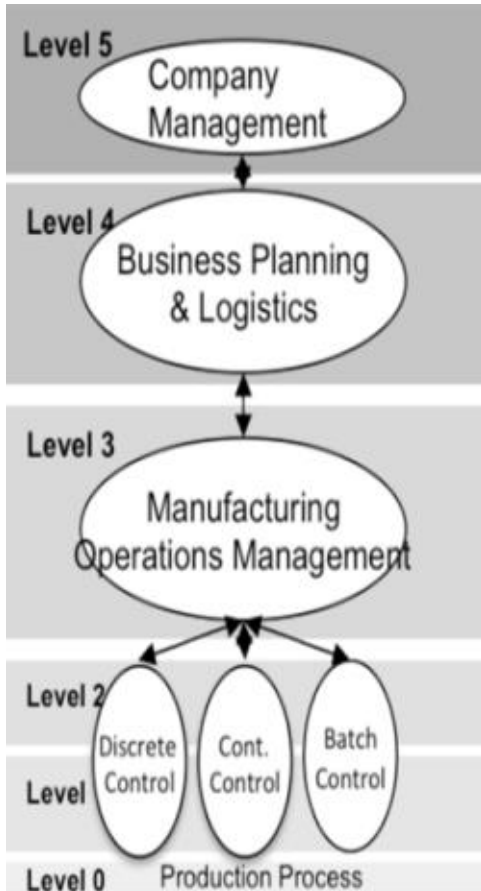 Level 5
Company
Management
Level 4
Business Planning
& Logistics
Level 3
Manufacturing
Operations Management
Level 2
Discrete
Control
Cont.
Control
Batch
Control
Level
Level 0
Production Process